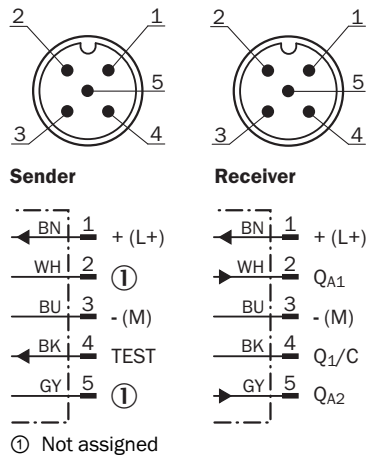 2 1 2 1
5 5
3 4 3 4
Sender Receiver
BN 1 + (L+) BN 1 + (L+)
WH 2 ① WH 2 QA1
BU 3 - (M) BU 3 - (M)
BK 4 TEST BK 4 Q1/C
GY 5 ① GY 5 QA2
① Not assigned